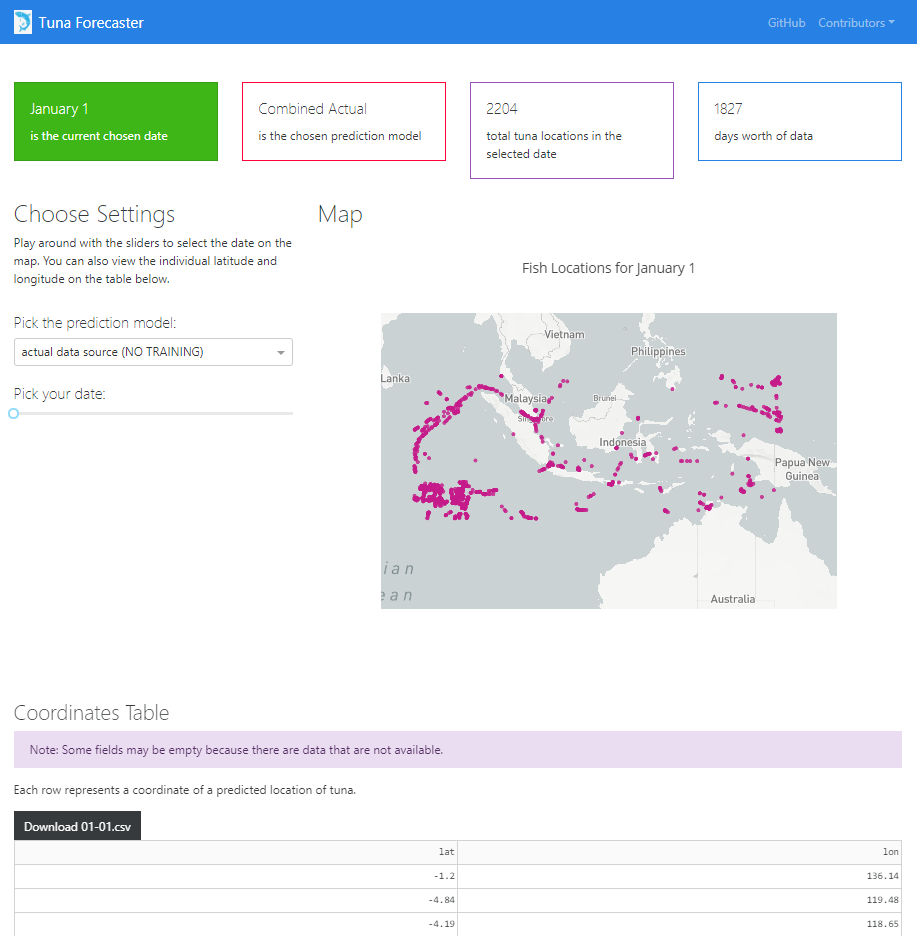 Tuna Forecaster
GitHub Contributors
January 1
is the current chosen date
Combined Actual
is the chosen prediction model
2204
total tuna locations in the
selected date
1827
days worth of data
Choose Settings
Play around with the sliders to select the date on the
map. You can also view the individual latitude and
longitude on the table below.
Pick the prediction model:
actual data source (NO TRAINING)
Pick your date:
Map
Fish Locations for January 1
Vietnam
Philippines
Lanka
Malaysia
Brunei
Singapore
Indonesia
Papua New
Guinea
ian
ean
Australia
Coordinates Table
Note: Some fields may be empty because there are data that are not available.
Each row represents a coordinate of a predicted location of tuna.
Download 01-01.csv
lat lon
-1.2 136.14
-4.84 119.48
-4.19 118.65